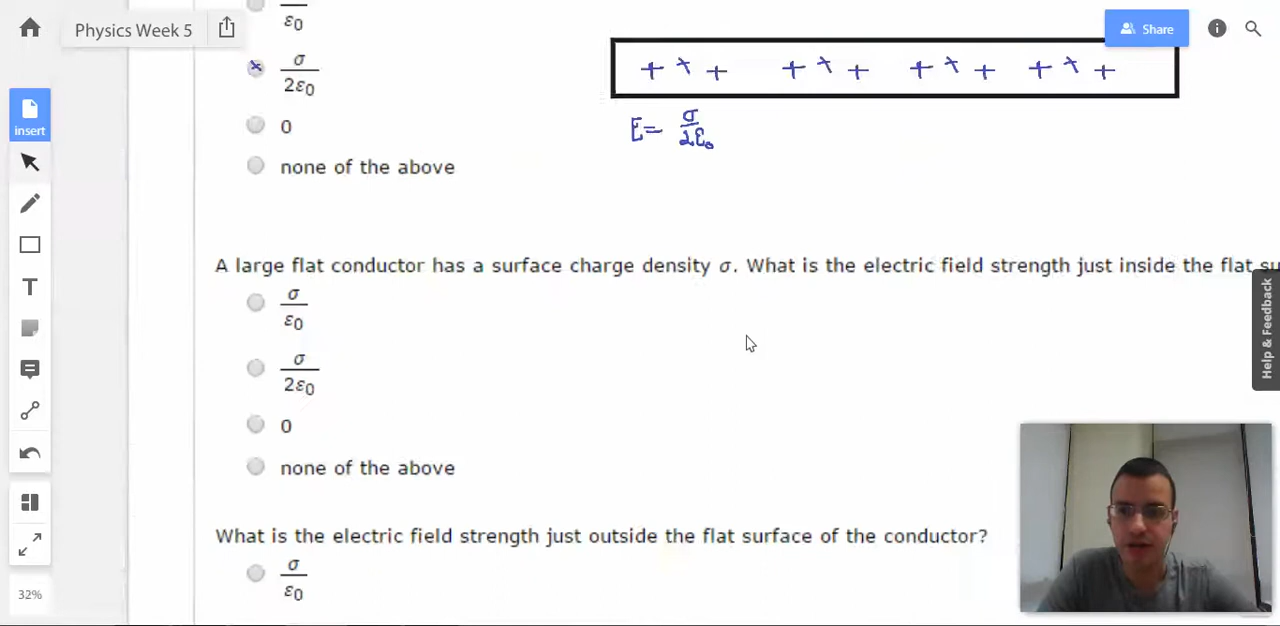 Physics Week 5
Share
ε0
σ
2ε0
0
none of the above
+ + + + + + + + + + + +
E = σ
2ε0
insert
T
A large flat conductor has a surface charge density σ. What is the electric field strength just inside the flat
σ
ε0
σ
2ε0
0
none of the above
Help & Feedback
What is the electric field strength just outside the flat surface of the conductor?
σ
ε0
32%